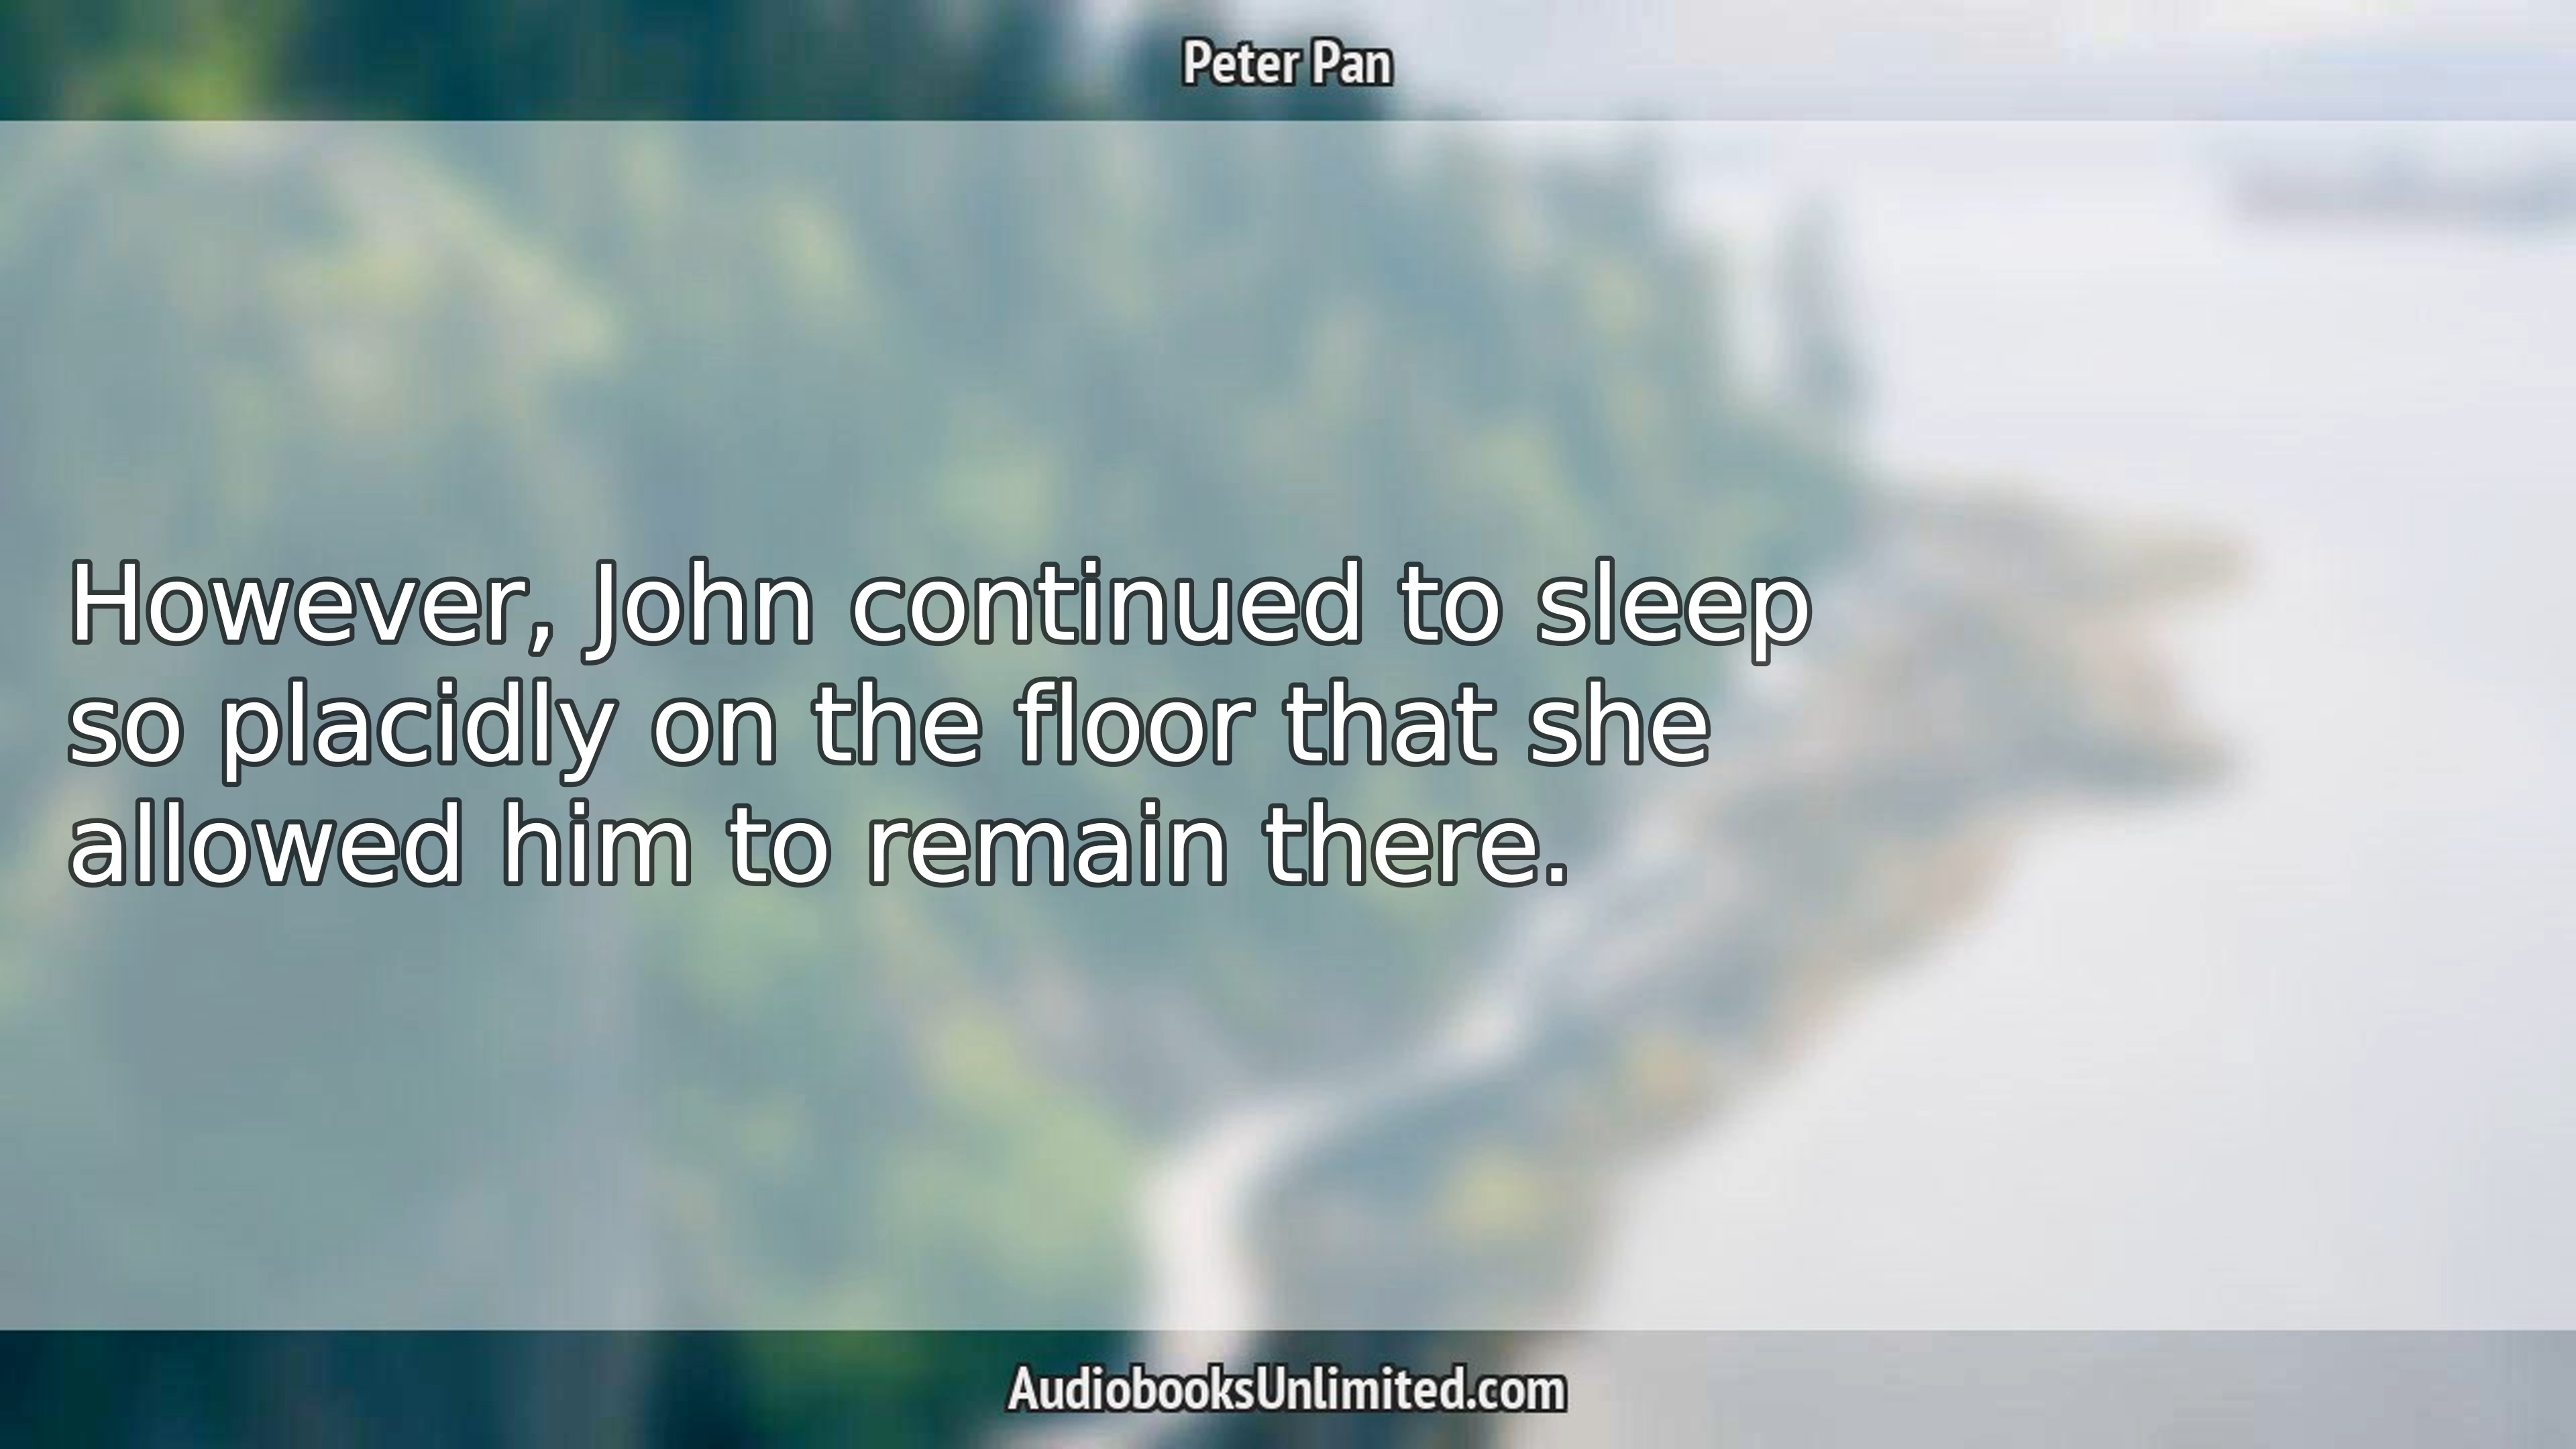 Peter Pan
However, John continued to sleep
so placidly on the floor that she
allowed him to remain there.
AudiobooksUnlimited.com